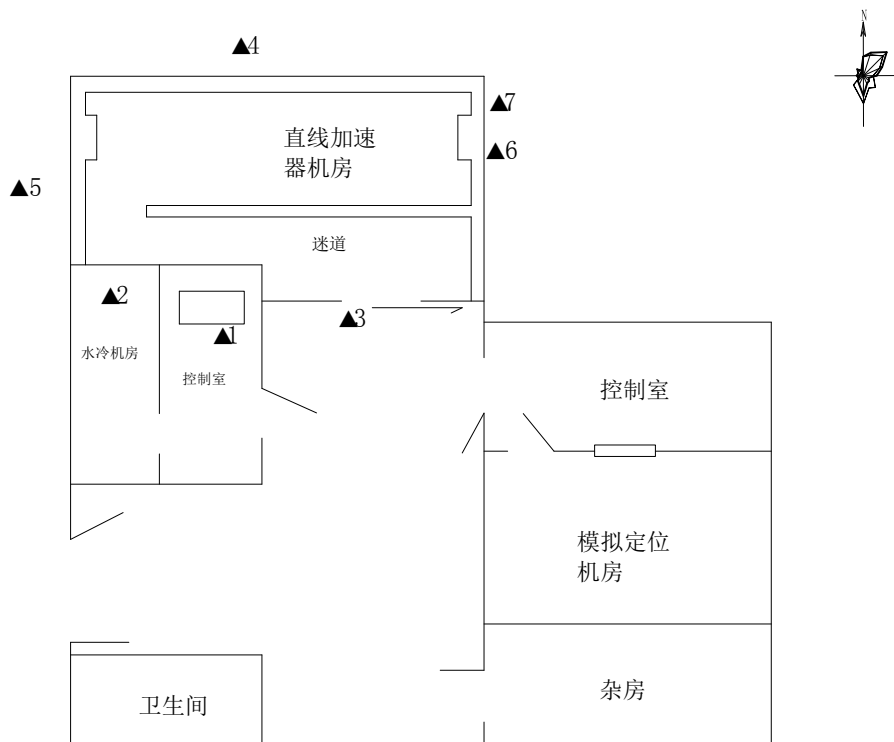 ▲4
N
▲7
直线加速
器机房
▲6
▲5
迷道
▲2
▲3
▲1
水冷机房
控制室
控制室
模拟定位
机房
杂房
卫生间